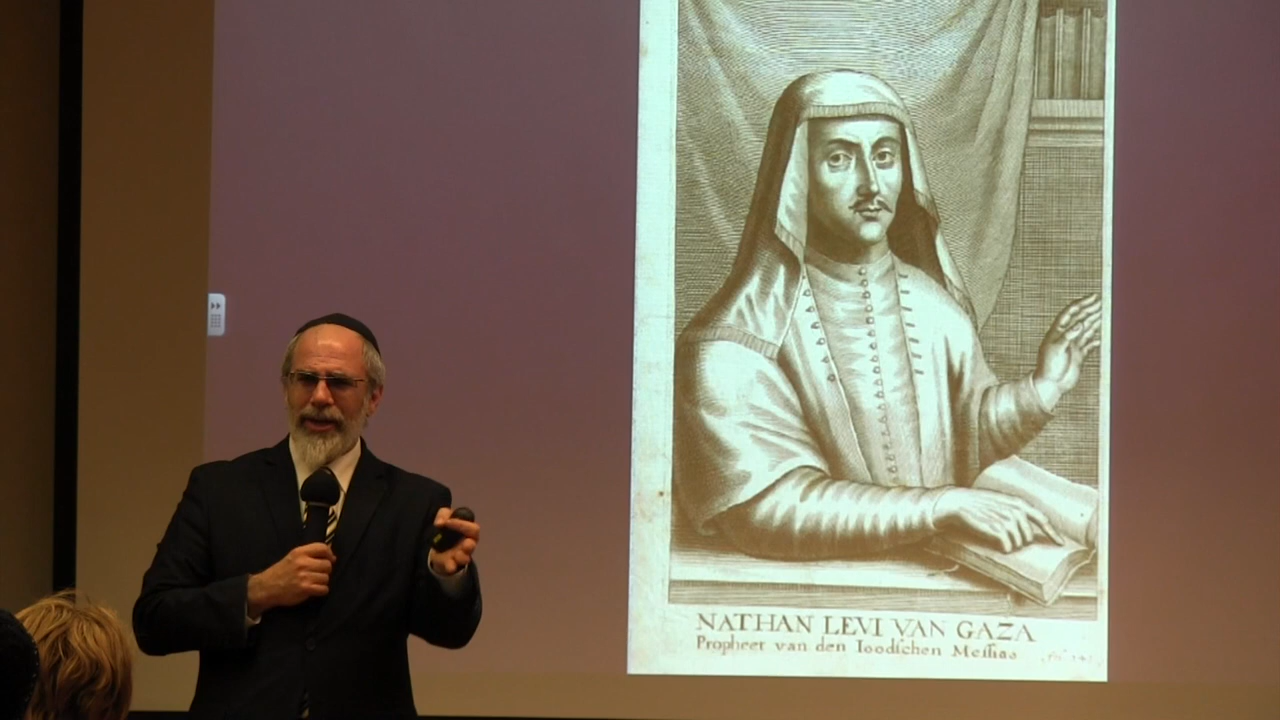 NATHAN LEVI VAN GAZA
Propheet van den Ioodſchen Meſſias